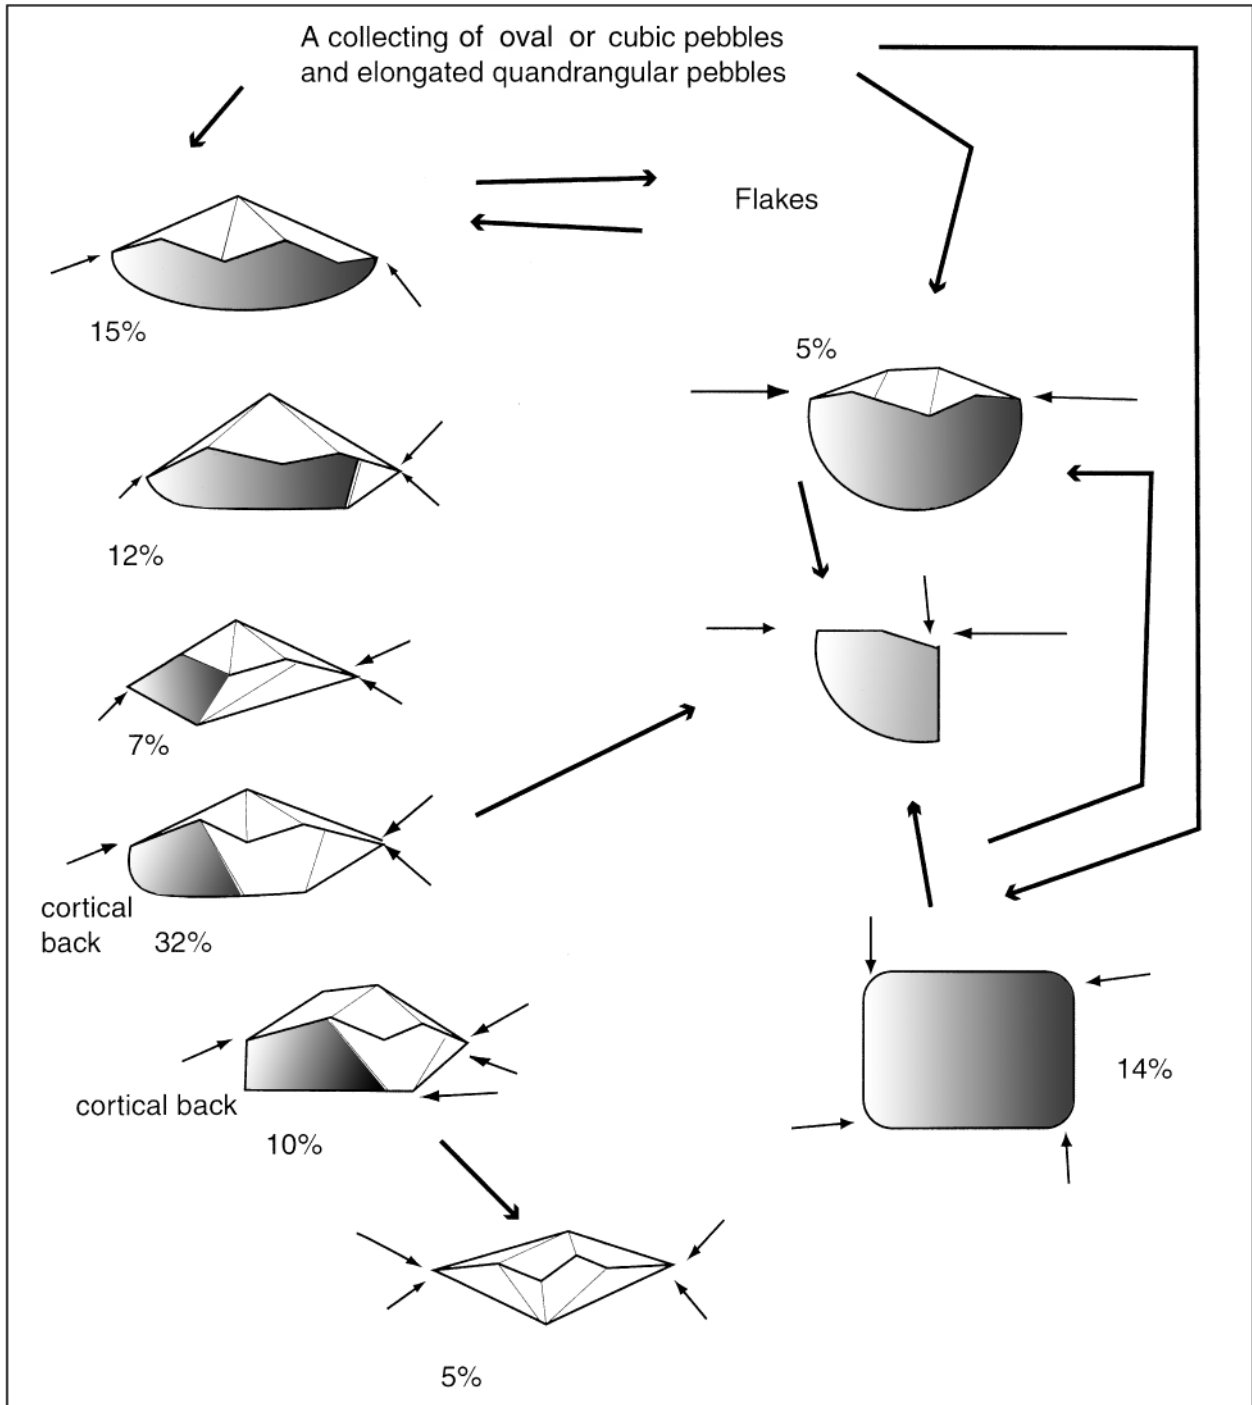 A collecting of oval or cubic pebbles
and elongated quandrangular pebbles
Flakes
15%
5%
12%
7%
cortical
back 32%
cortical back
10%
14%
5%